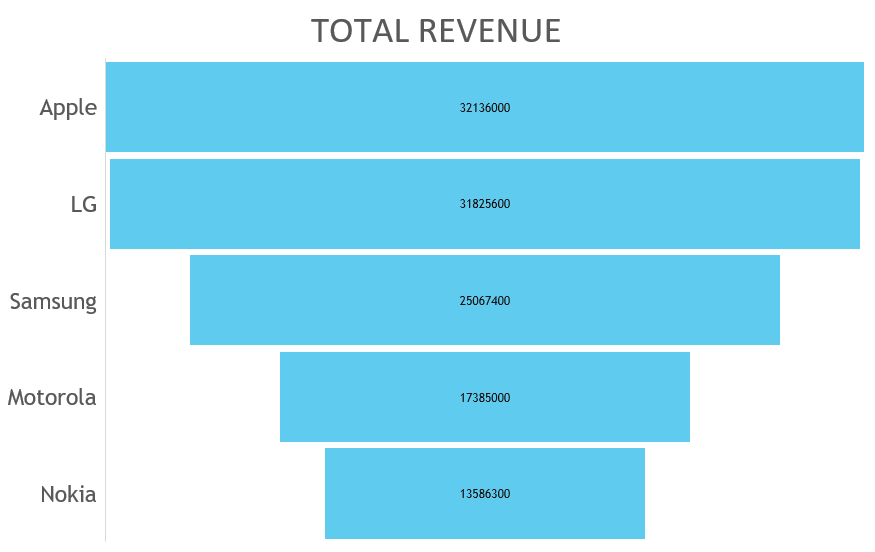 TOTAL REVENUE
Apple 32136000
LG 31825600
Samsung 25067400
Motorola 17385000
Nokia 13586300